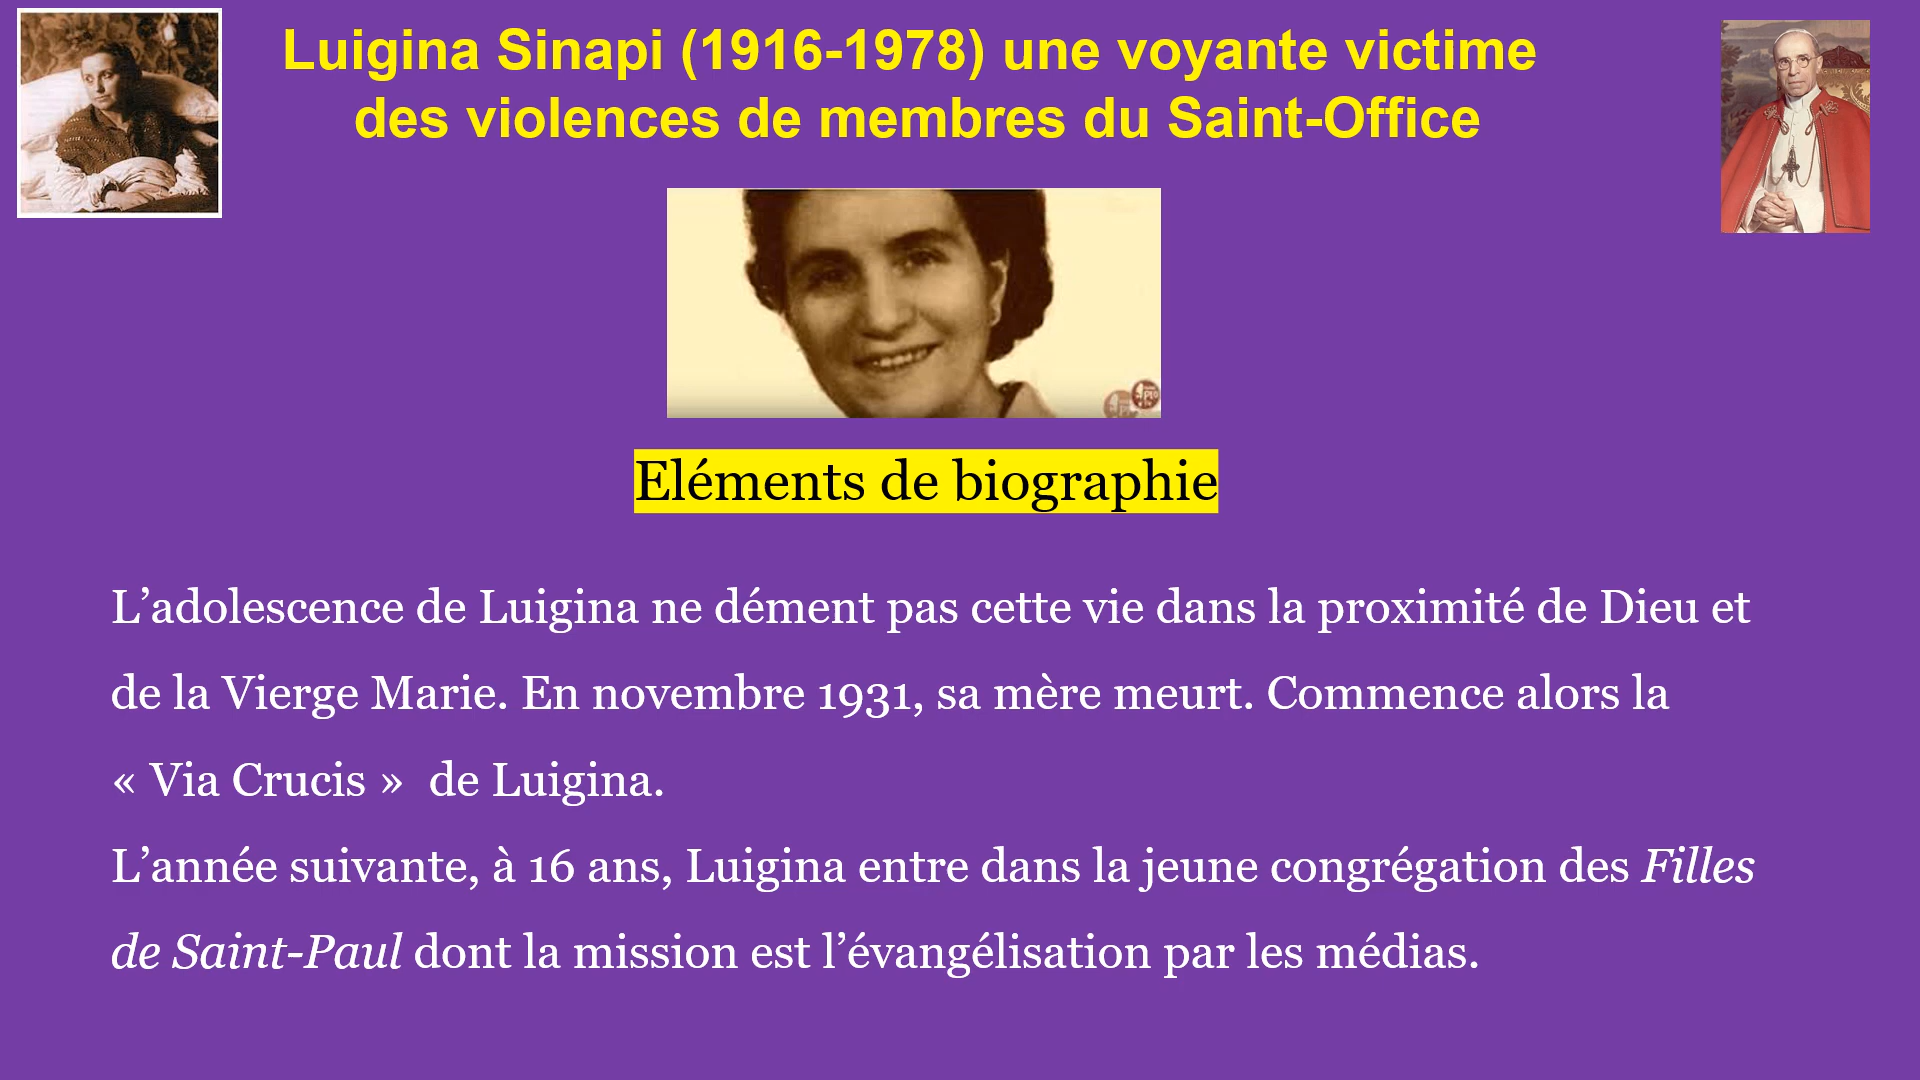 Luigina Sinapi (1916-1978) une voyante victime
des violences de membres du Saint-Office
Eléments de biographie
L’adolescence de Luigina ne dément pas cette vie dans la proximité de Dieu et
de la Vierge Marie. En novembre 1931, sa mère meurt. Commence alors la
« Via Crucis »  de Luigina.
L’année suivante, à 16 ans, Luigina entre dans la jeune congrégation des Filles
de Saint-Paul dont la mission est l’évangélisation par les médias.